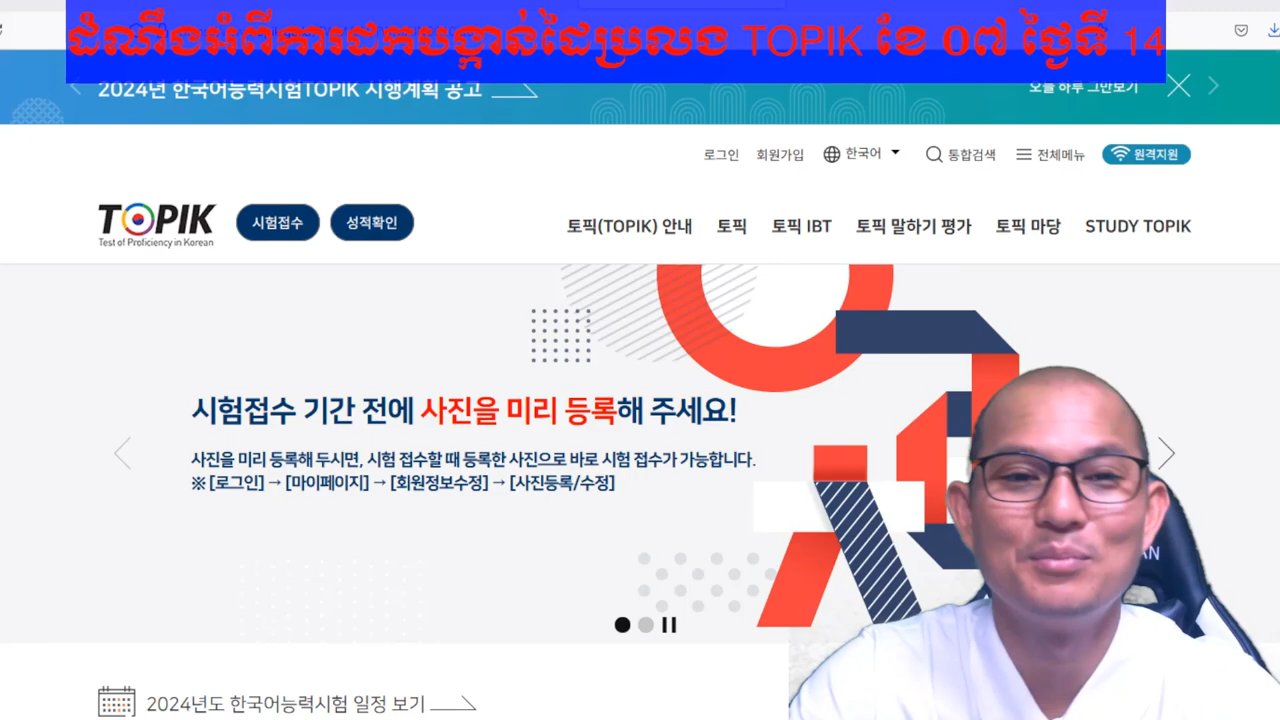 ដំណឹងអំពីការដកបង្កាន់ដៃប្រលង TOPIK ខែ 0៧ ថ្ងៃទី 14
2024년 한국어능력시험TOPIK 시행계획 공고
오늘 하루 그만보기
로그인 회원가입 한국어 통합검색 전체메뉴 원격지원
TOPIK
Test of Proficiency in Korean
시험접수 성적확인
토픽(TOPIK) 안내 토픽 토픽 IBT 토픽 말하기 평가 토픽 마당 STUDY TOPIK
시험접수 기간 전에 사진을 미리 등록해 주세요!
사진을 미리 등록해 두시면, 시험 접수할 때 등록한 사진으로 바로 시험 접수가 가능합니다.
※ [로그인] → [마이페이지] → [회원정보수정] → [사진등록/수정]
2024년도 한국어능력시험 일정 보기